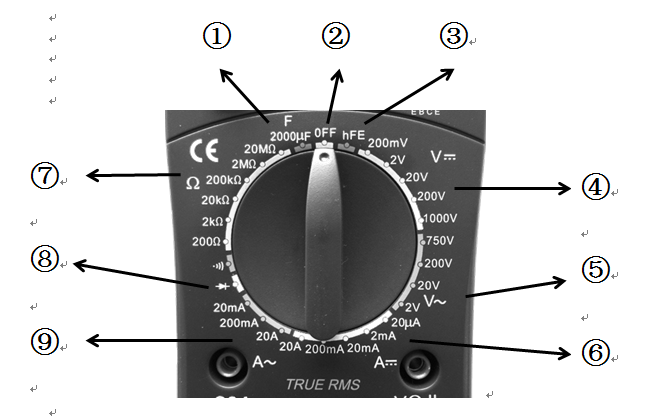 ① ② ③
EBCE
F
2000μF OFF hFE
20MΩ 200mV
2MΩ 2V V⎓
CE
⑦ Ω 200kΩ 20V ④
20kΩ 200V
2kΩ 1000V
200Ω 750V
⑧ 200V ⑤
20mA 20V
200mA 2V V~
20A 20μA
⑨ 20A 200mA 20mA 2mA ⑥
A~ A⎓
TRUE RMS